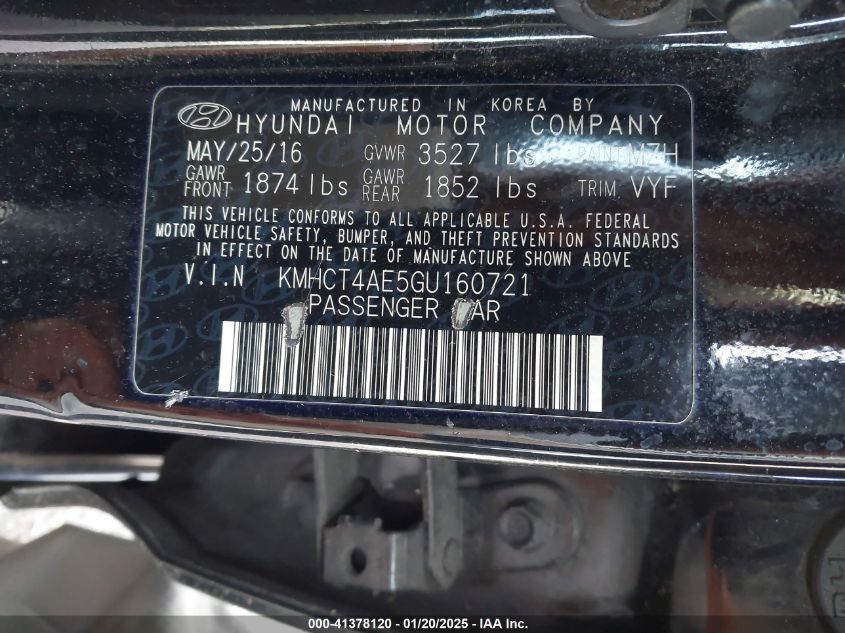 MANUFACTURED IN KOREA BY
HYUNDAI MOTOR COMPANY
MAY/25/16 GVWR 3527 lbs PAINT MZH
GAWR FRONT 1874 lbs GAWR REAR 1852 lbs TRIM VYF
THIS VEHICLE CONFORMS TO ALL APPLICABLE U.S.A. FEDERAL
MOTOR VEHICLE SAFETY, BUMPER, AND THEFT PREVENTION STANDARDS
IN EFFECT ON THE DATE OF MANUFACTURE SHOWN ABOVE
V.I.N KMHCT4AE5GU160721
PASSENGER AR
000-41378120 — 01/20/2025 — IAA Inc.